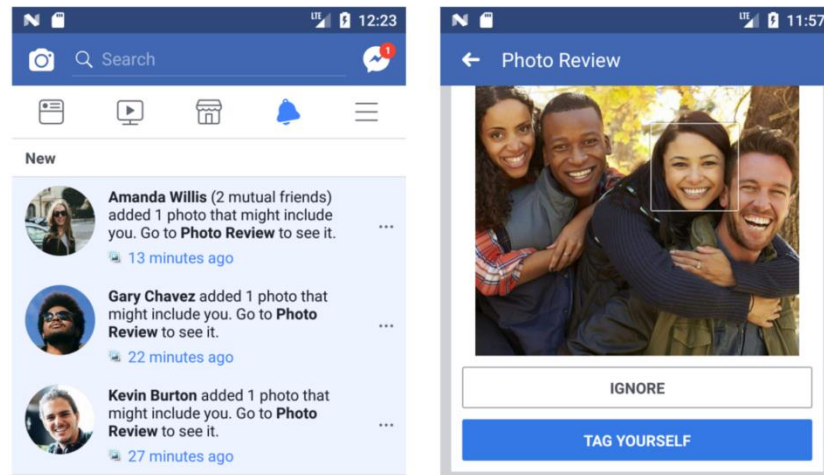 LTE 12:23
Search
1
New
Amanda Willis (2 mutual friends)
added 1 photo that might include
you. Go to Photo Review to see it.
13 minutes ago
Gary Chavez added 1 photo that
might include you. Go to Photo
Review to see it.
22 minutes ago
Kevin Burton added 1 photo that
might include you. Go to Photo
Review to see it.
27 minutes ago
LTE 11:57
Photo Review
IGNORE
TAG YOURSELF